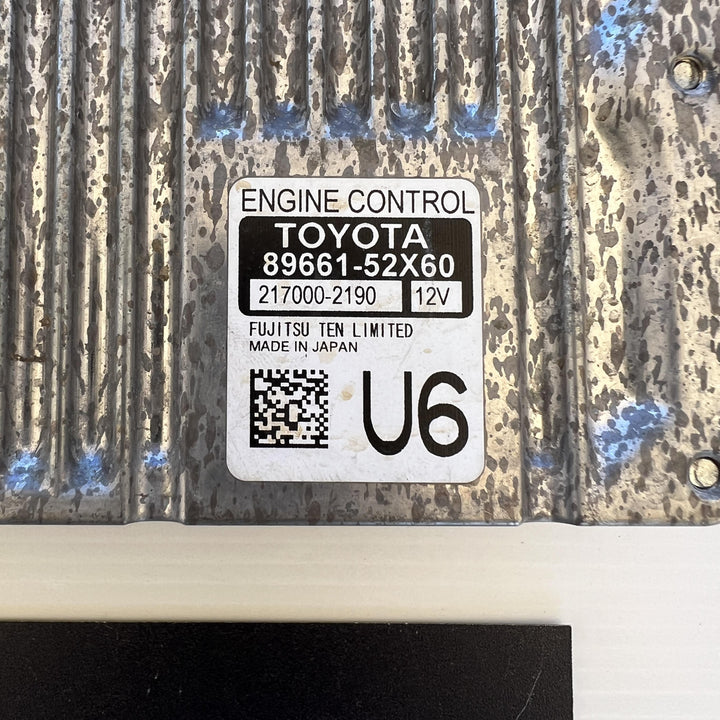 ENGINE CONTROL
TOYOTA
89661-52X60
217000-2190 12V
FUJITSU TEN LIMITED
MADE IN JAPAN
U6